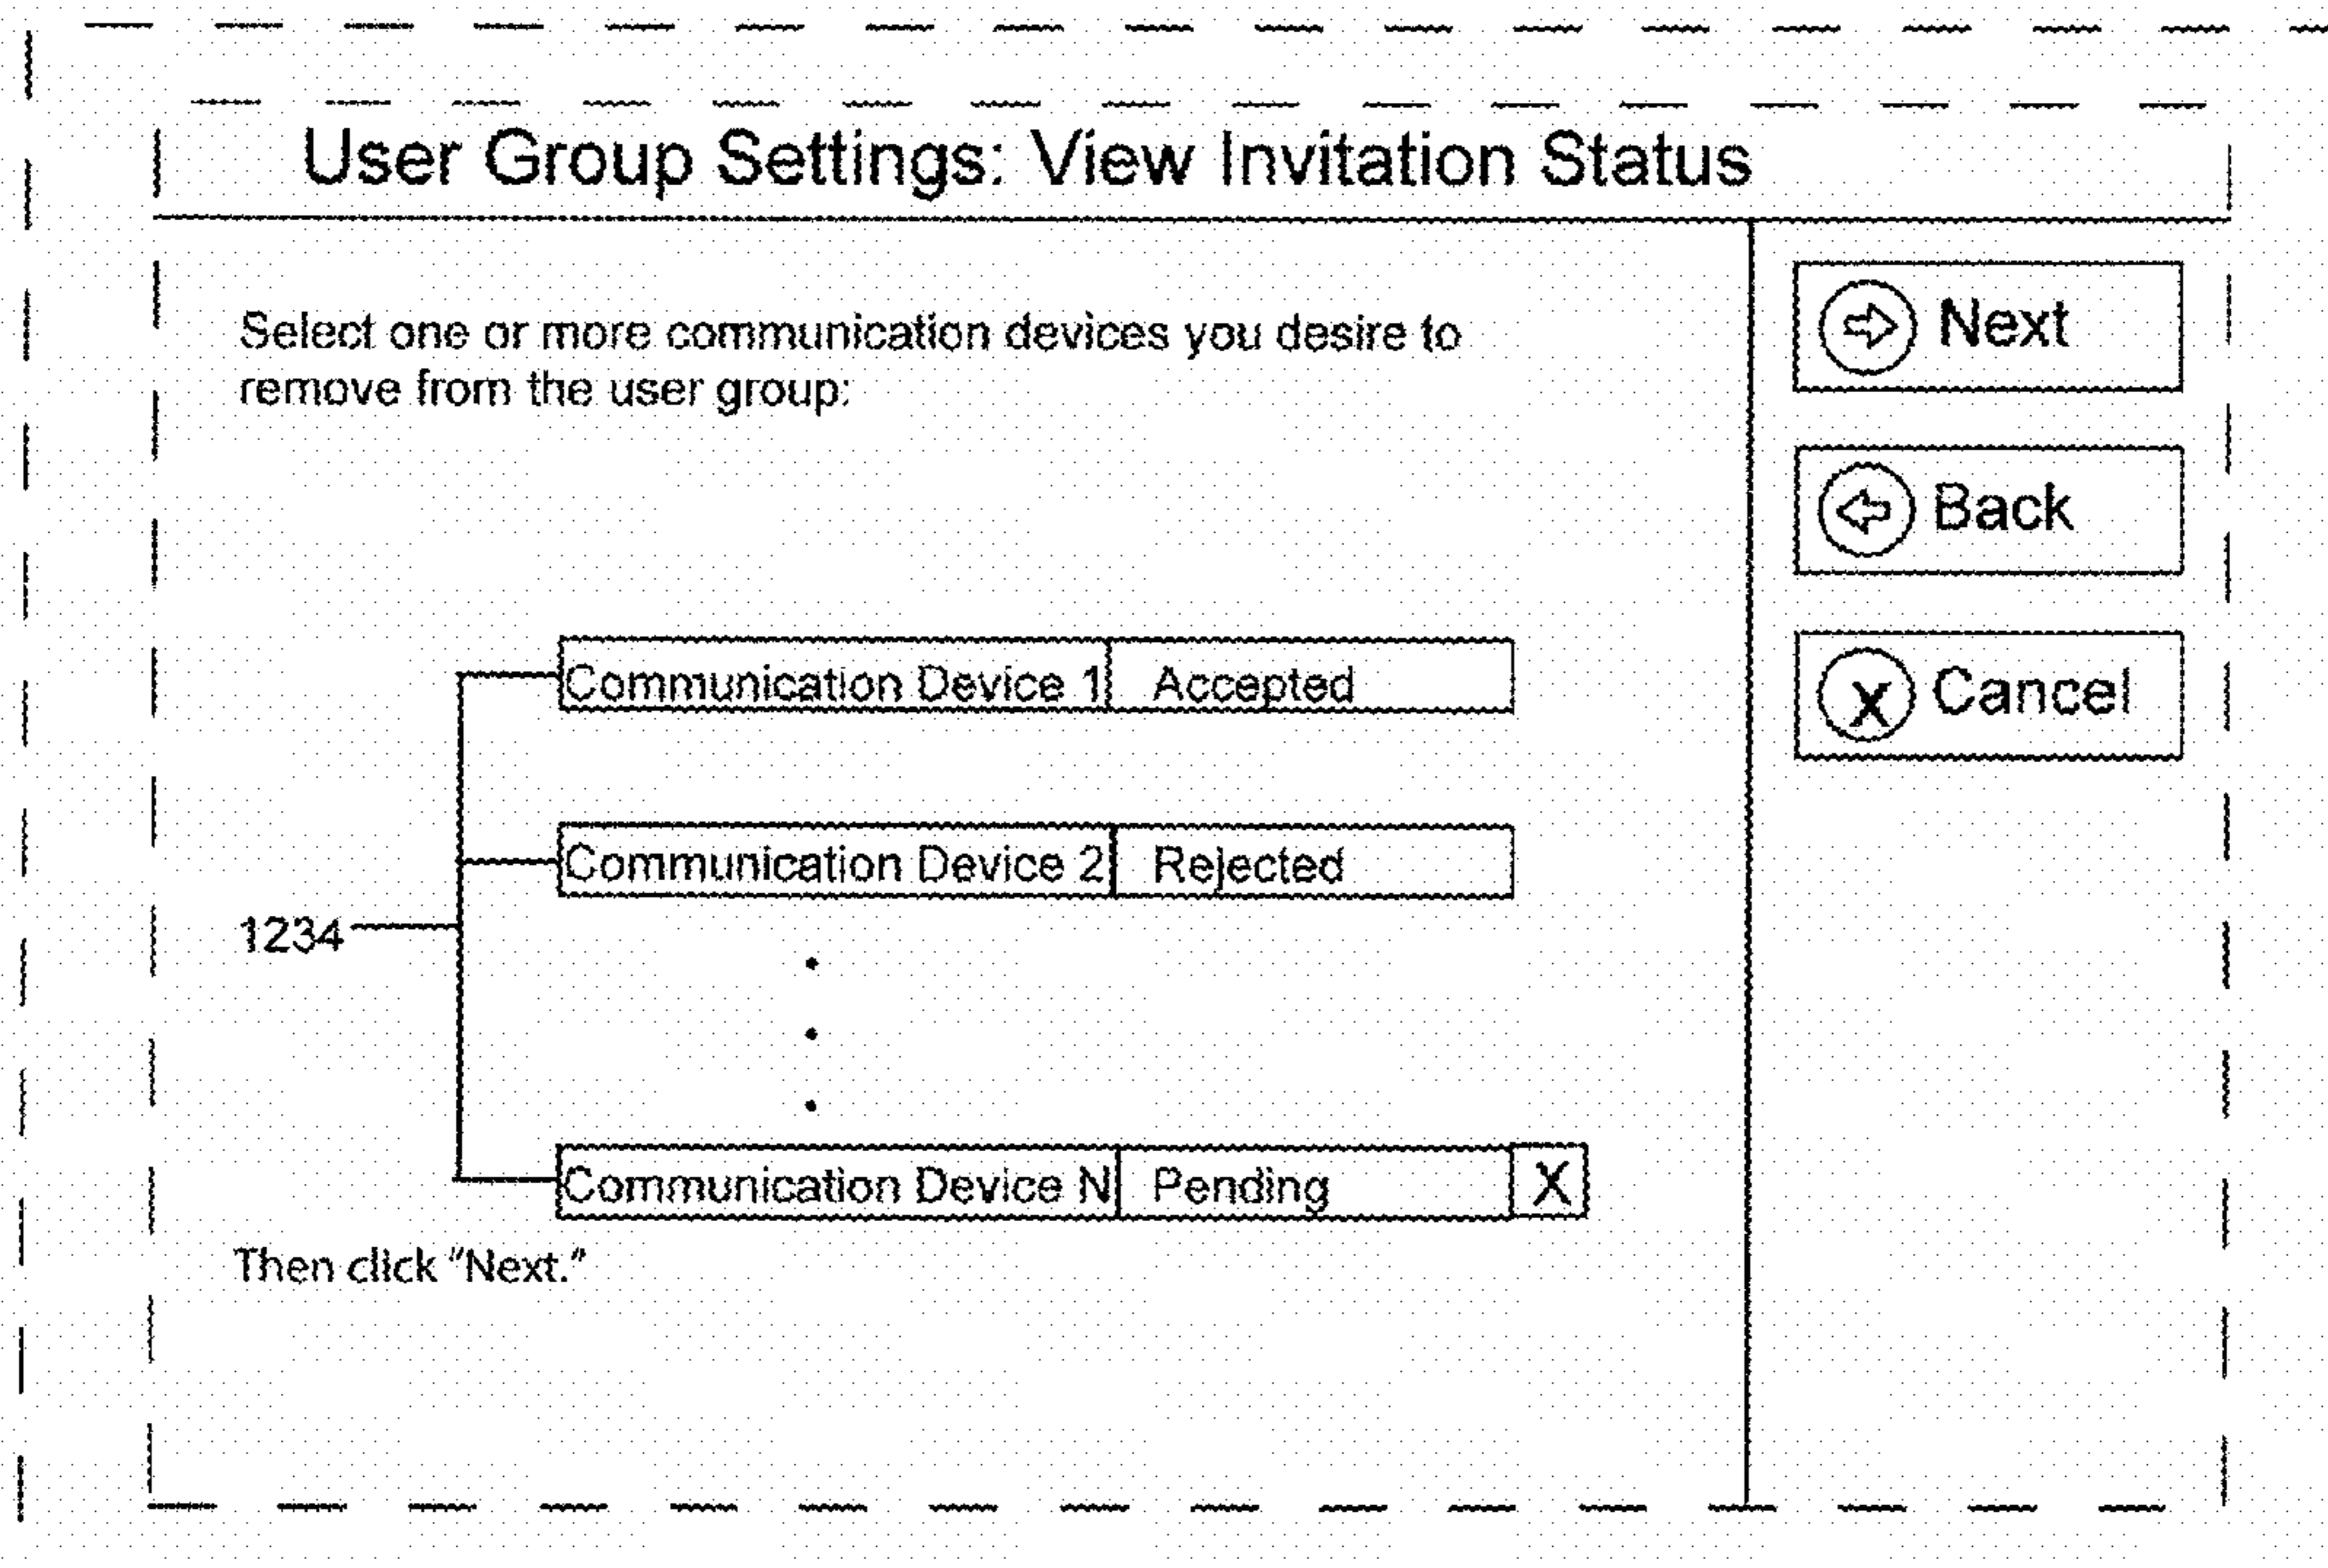 User Group Settings: View Invitation Status
Select one or more communication devices you desire to
remove from the user group:
Next
Back
X Cancel
Communication Device 1 Accepted
Communication Device 2 Rejected
1234
Communication Device N Pending X
Then click "Next."